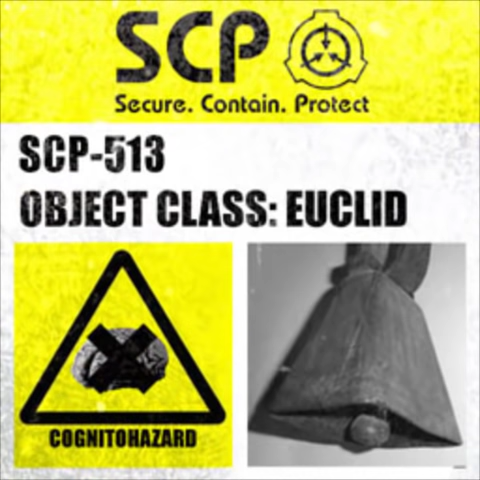 SCP
Secure. Contain. Protect
SCP-513
OBJECT CLASS: EUCLID
COGNITOHAZARD